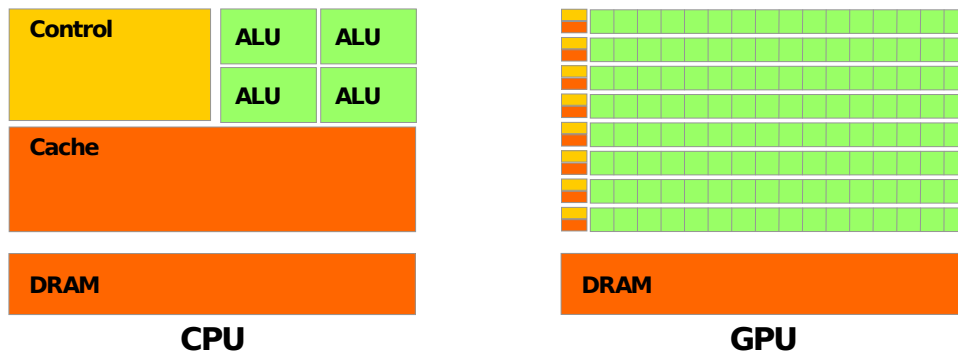 Control
ALU ALU
ALU ALU
Cache
DRAM
CPU
DRAM
GPU